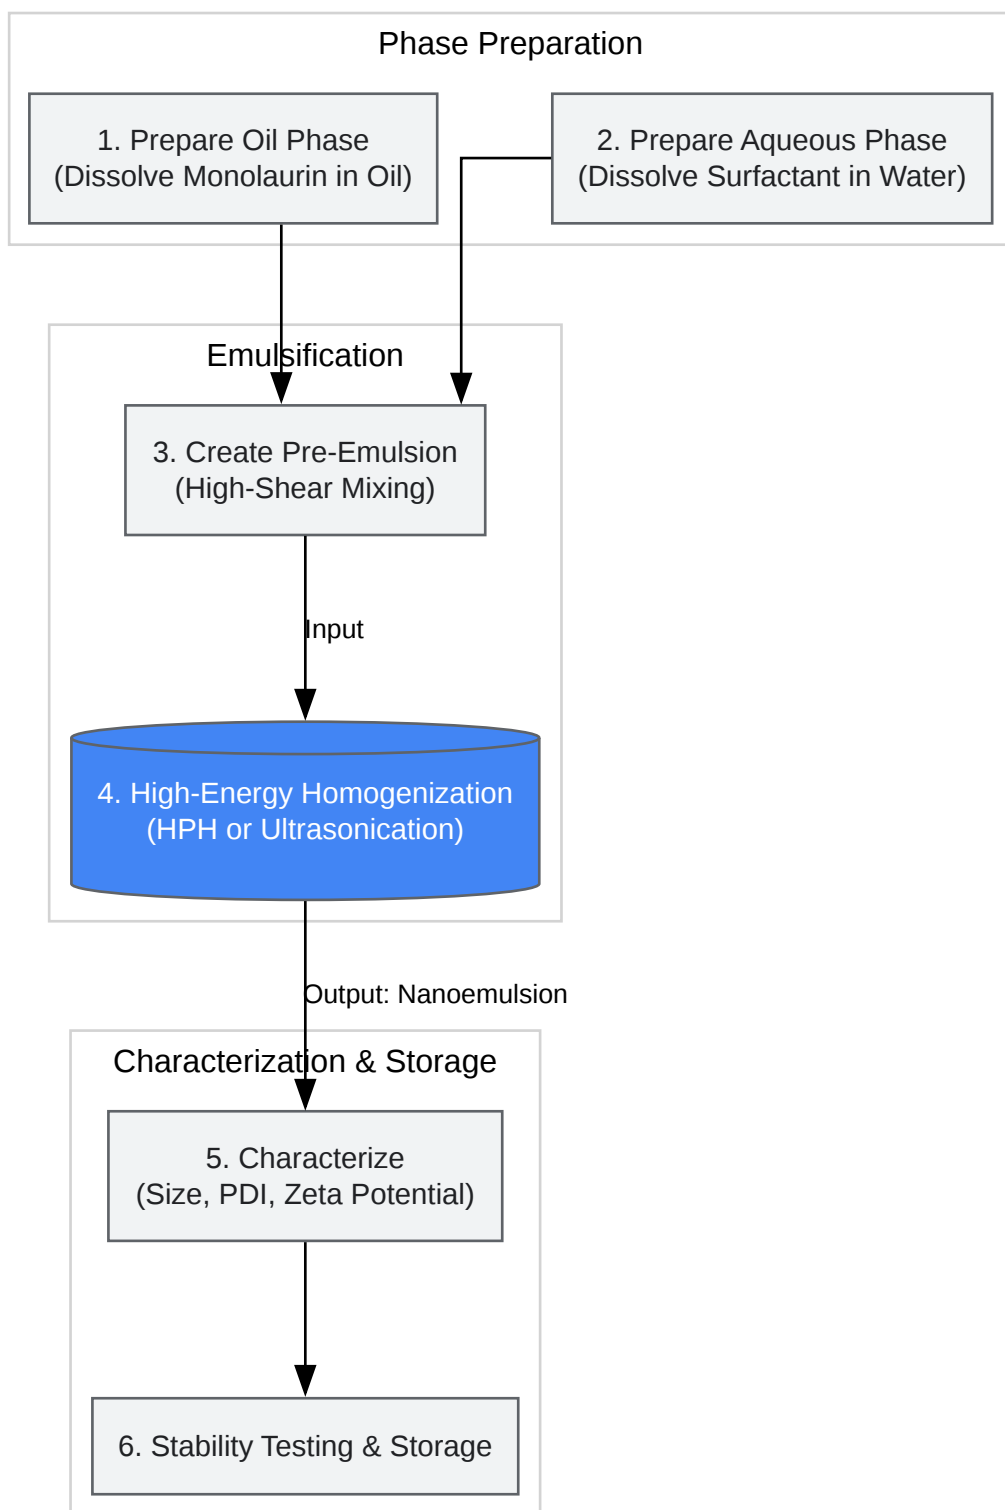 Phase Preparation
1. Prepare Oil Phase
(Dissolve Monolaurin in Oil)
2. Prepare Aqueous Phase
(Dissolve Surfactant in Water)
Emulsification
3. Create Pre-Emulsion
(High-Shear Mixing)
Input
4. High-Energy Homogenization
(HPH or Ultrasonication)
Output: Nanoemulsion
Characterization & Storage
5. Characterize
(Size, PDI, Zeta Potential)
6. Stability Testing & Storage